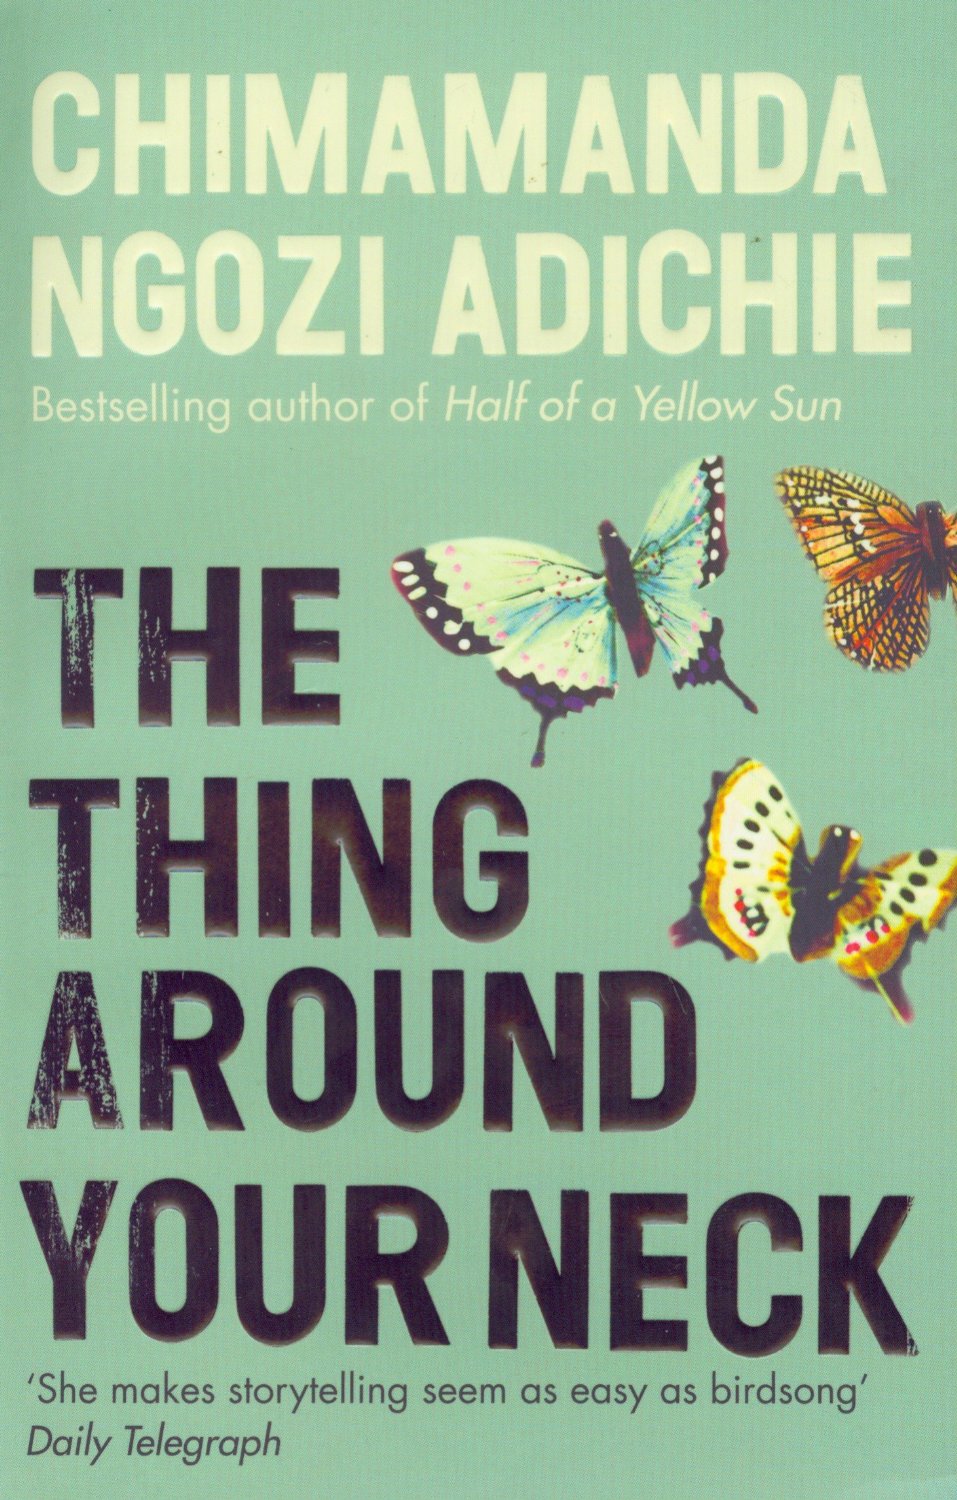 CHIMAMANDA
NGOZI ADICHIE
Bestselling author of Half of a Yellow Sun
THE
THING
AROUND
YOUR NECK
‘She makes storytelling seem as easy as birdsong’
Daily Telegraph